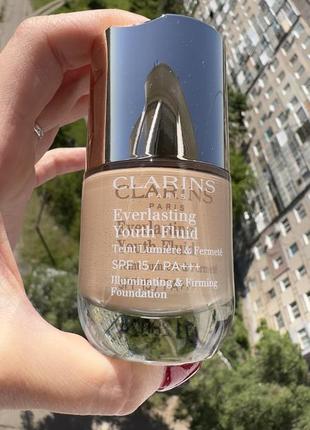 CLARINS
PARIS
Everlasting
Youth Fluid
Teint Lumière & Fermeté
SPF 15 / PA+++
Illuminating & Firming
Foundation